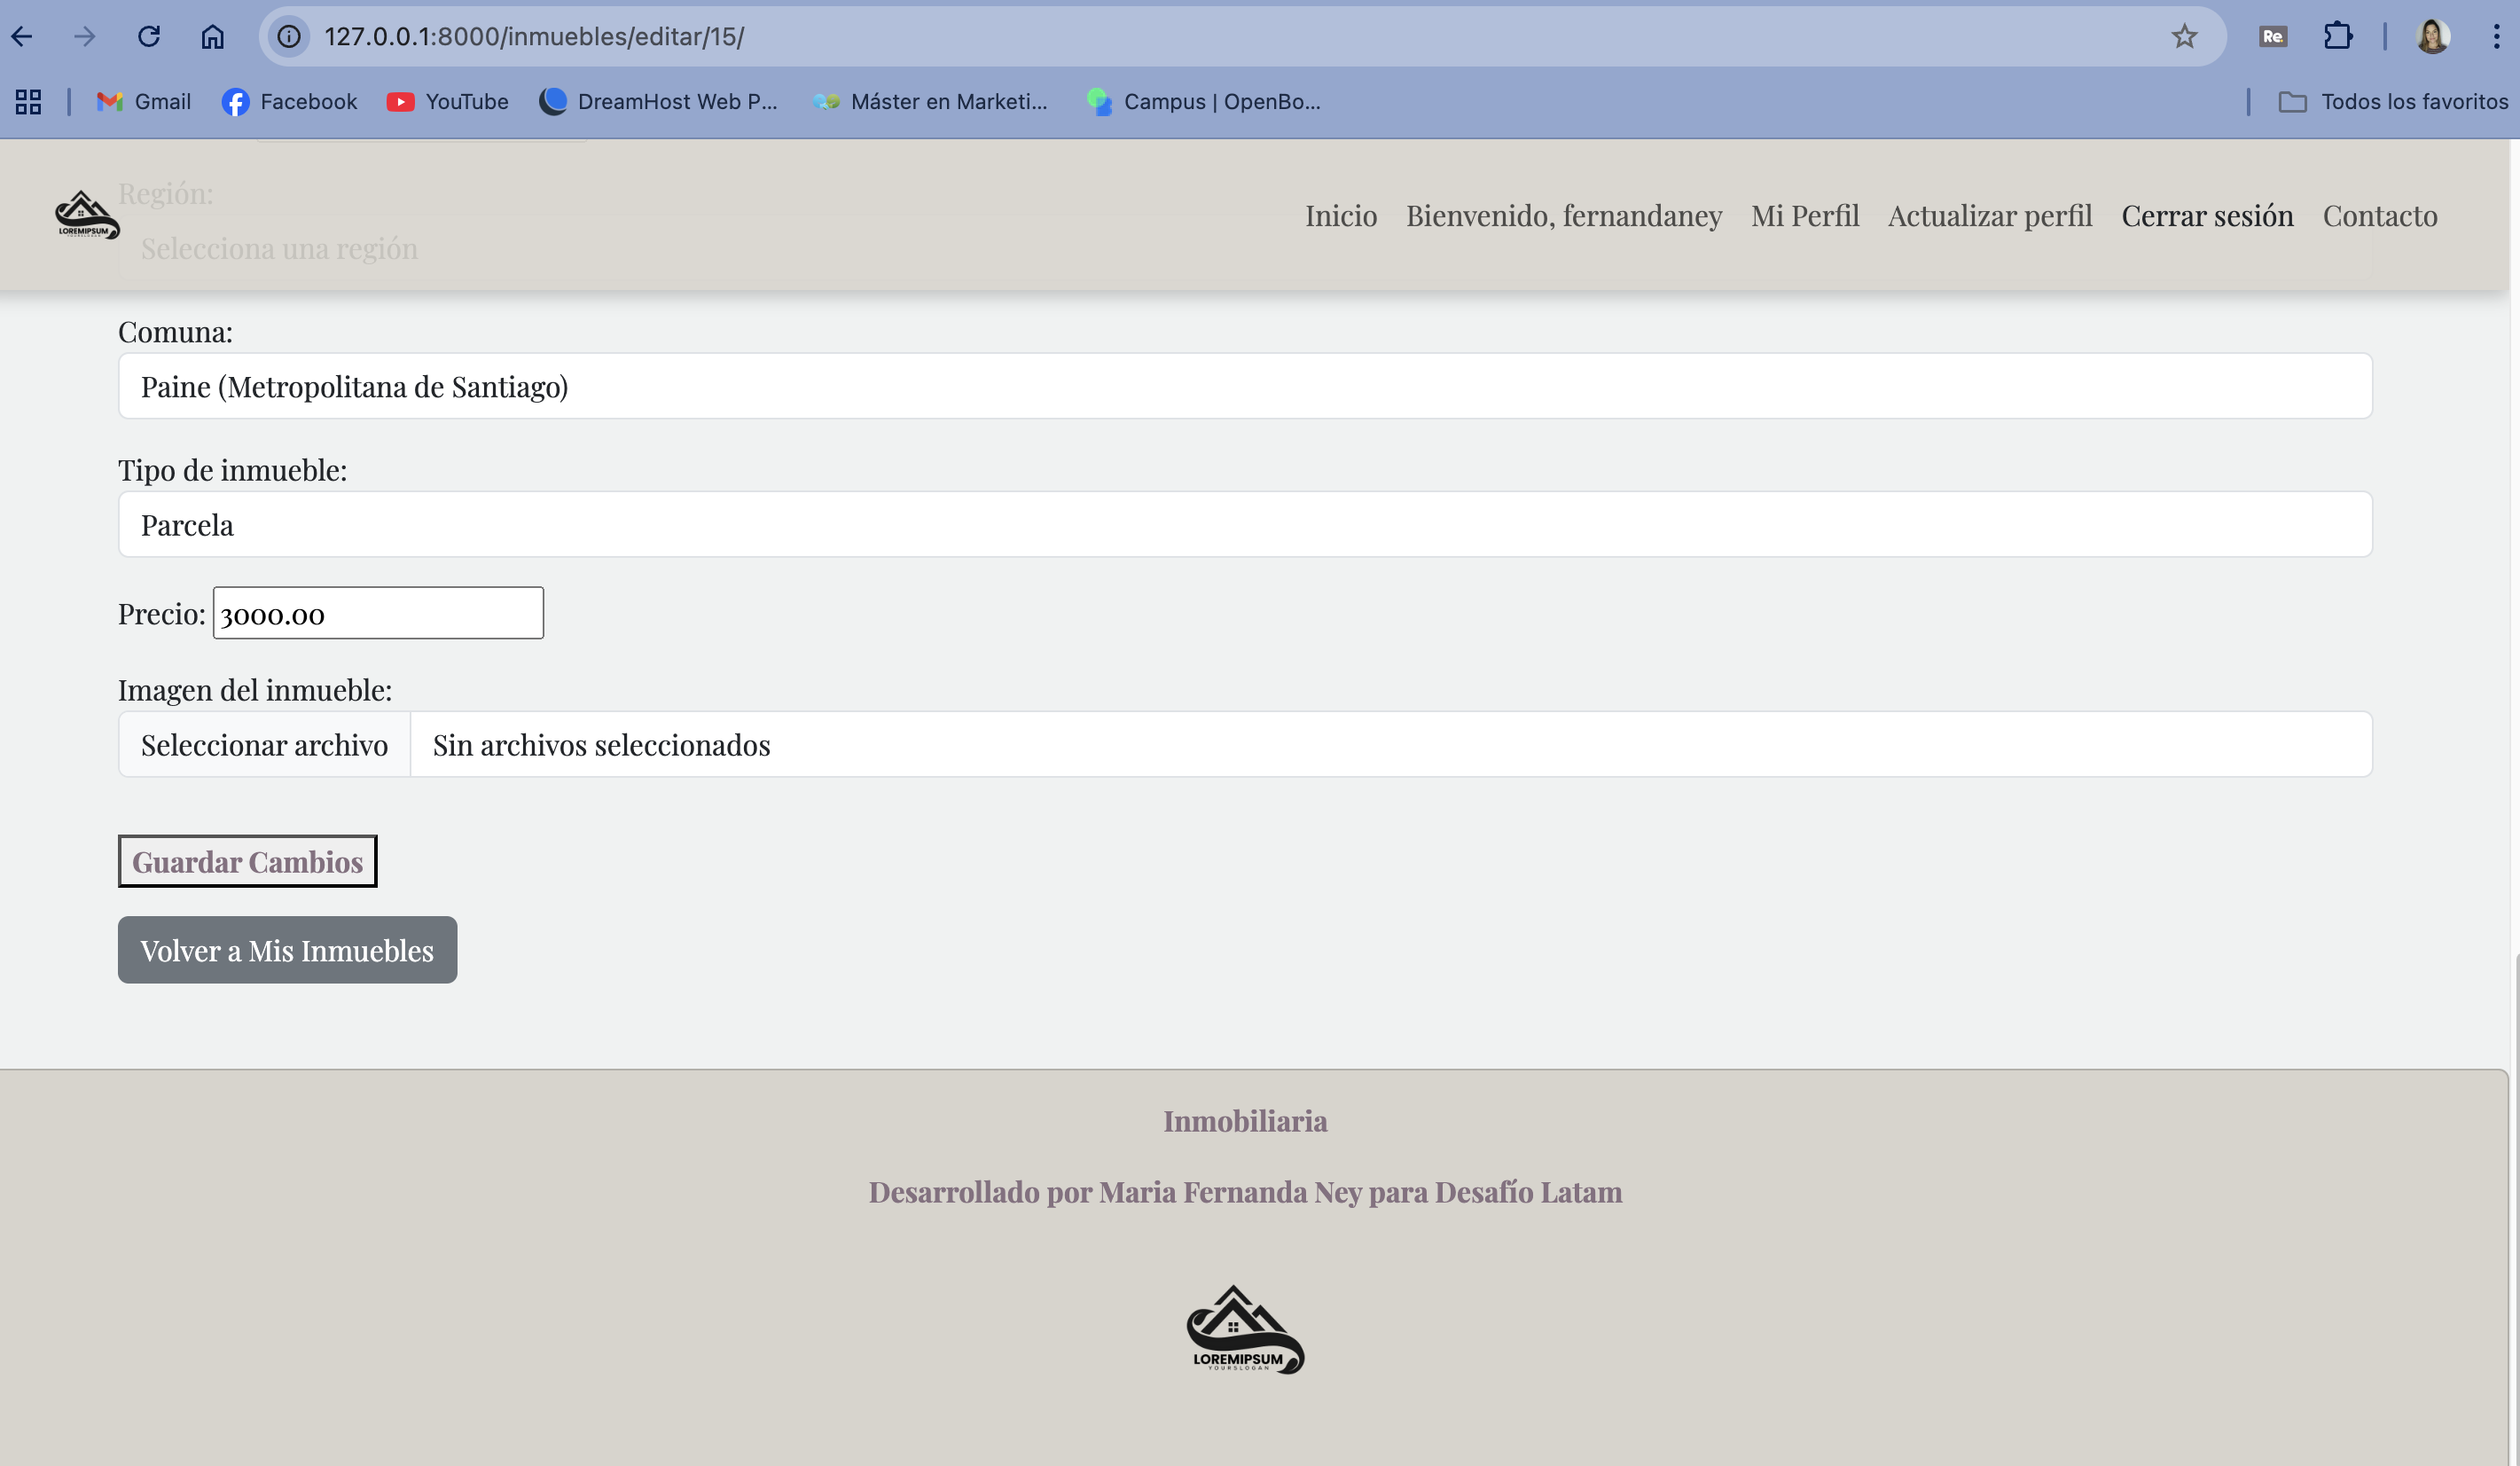 127.0.0.1:8000/inmuebles/editar/15/
Re.
Gmail
Facebook
YouTube
DreamHost Web P...
Máster en Marketi...
Campus | OpenBo...
Todos los favoritos
LOREMIPSUM
Inicio
Bienvenido, fernandaney
Mi Perfil
Actualizar perfil
Cerrar sesión
Contacto
Región:
Selecciona una región
Comuna:
Paine (Metropolitana de Santiago)
Tipo de inmueble:
Parcela
Precio: 3000.00
Imagen del inmueble:
Seleccionar archivo Sin archivos seleccionados
Guardar Cambios
Volver a Mis Inmuebles
Inmobiliaria
Desarrollado por Maria Fernanda Ney para Desafío Latam
LOREMIPSUM
YOURSLOGAN